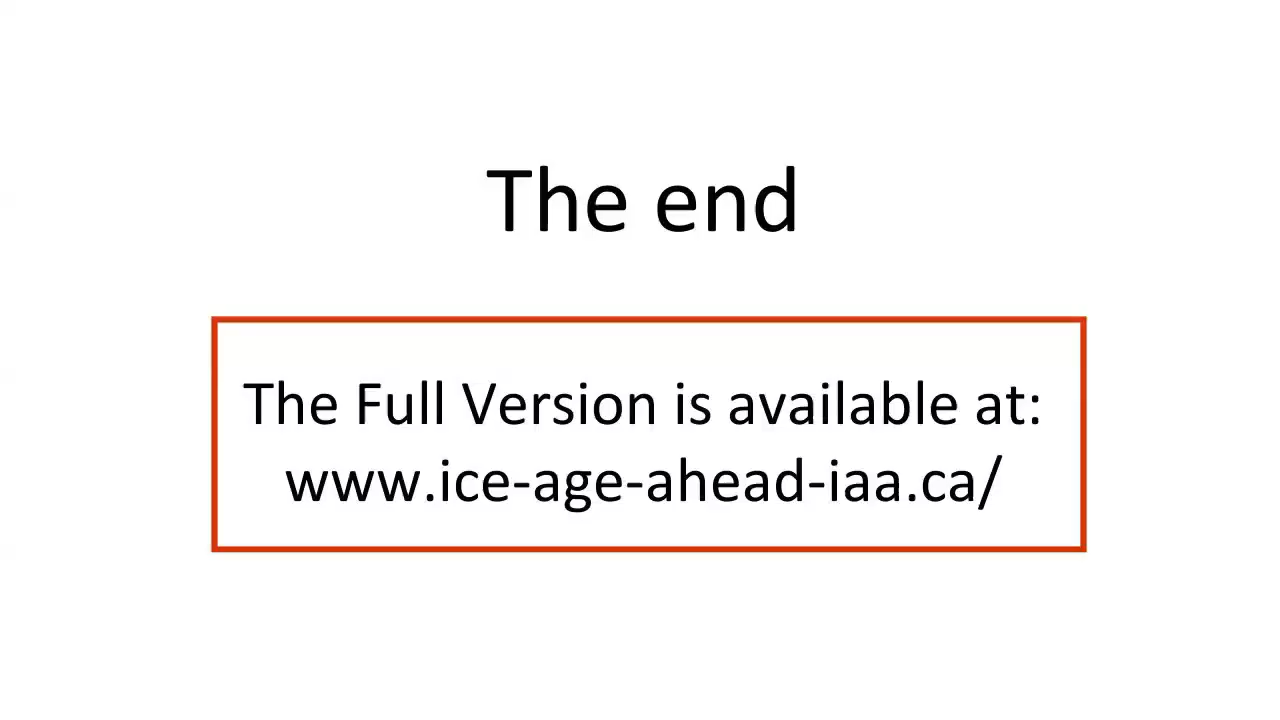 The end
The Full Version is available at:
www.ice-age-ahead-iaa.ca/